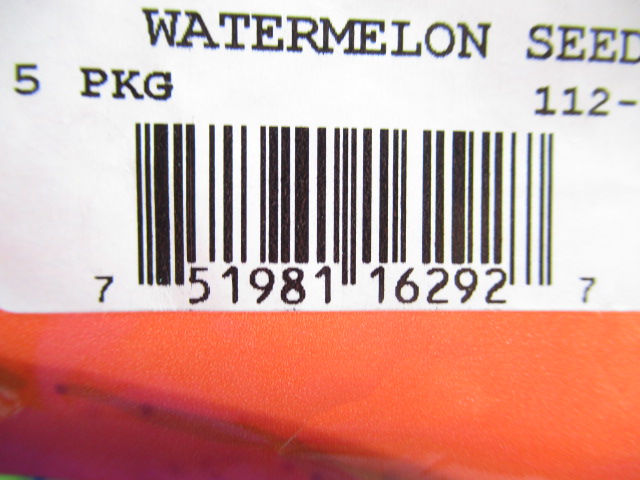 WATERMELON SEED
5 PKG 112-
7 51981 16292 7